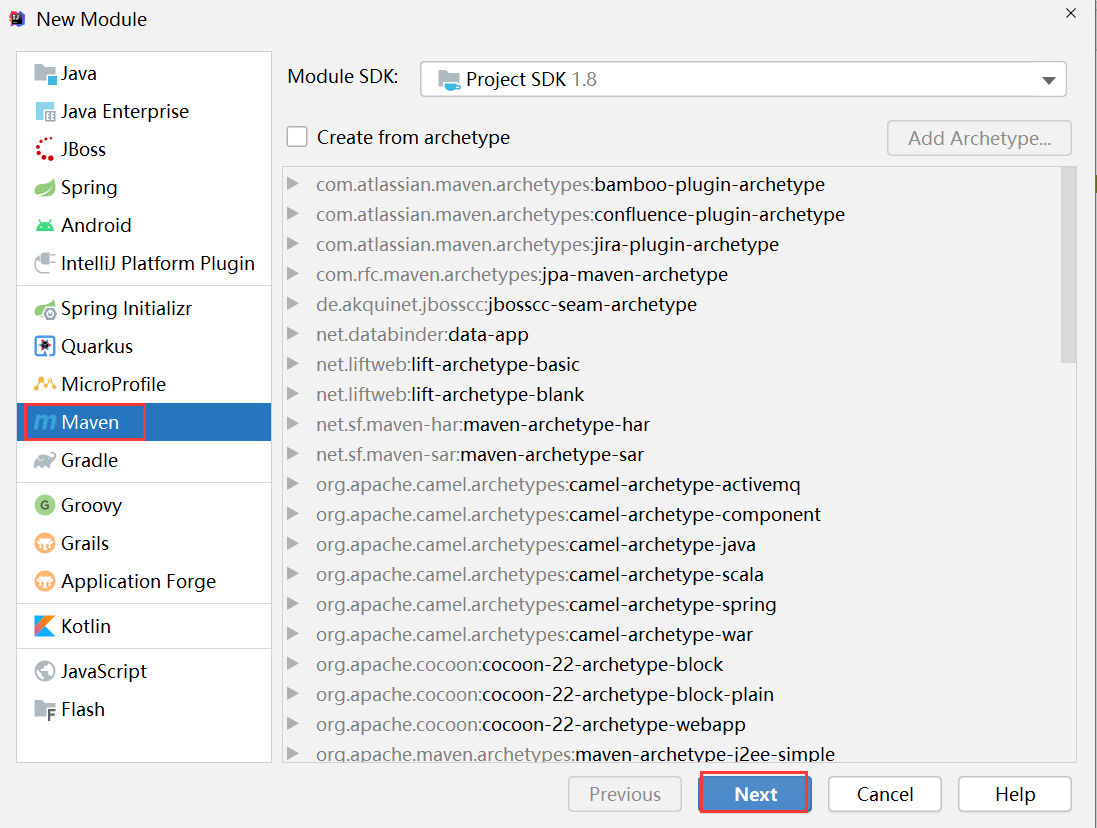 New Module
Java
Java Enterprise
JBoss
Spring
Android
IntelliJ Platform Plugin
Spring Initializr
Quarkus
MicroProfile
Maven
Gradle
Groovy
Grails
Application Forge
Kotlin
JavaScript
Flash
Module SDK: Project SDK 1.8
Create from archetype Add Archetype...
com.atlassian.maven.archetypes:bamboo-plugin-archetype
com.atlassian.maven.archetypes:confluence-plugin-archetype
com.atlassian.maven.archetypes:jira-plugin-archetype
com.rfc.maven.archetypes:jpa-maven-archetype
de.akquinet.jbosscc:jbosscc-seam-archetype
net.databinder:data-app
net.liftweb:lift-archetype-basic
net.liftweb:lift-archetype-blank
net.sf.maven-har:maven-archetype-har
net.sf.maven-sar:maven-archetype-sar
org.apache.camel.archetypes:camel-archetype-activemq
org.apache.camel.archetypes:camel-archetype-component
org.apache.camel.archetypes:camel-archetype-java
org.apache.camel.archetypes:camel-archetype-scala
org.apache.camel.archetypes:camel-archetype-spring
org.apache.camel.archetypes:camel-archetype-war
org.apache.cocoon:cocoon-22-archetype-block
org.apache.cocoon:cocoon-22-archetype-block-plain
org.apache.cocoon:cocoon-22-archetype-webapp
org.apache.maven.archetypes:maven-archetype-j2ee-simple
Previous Next Cancel Help